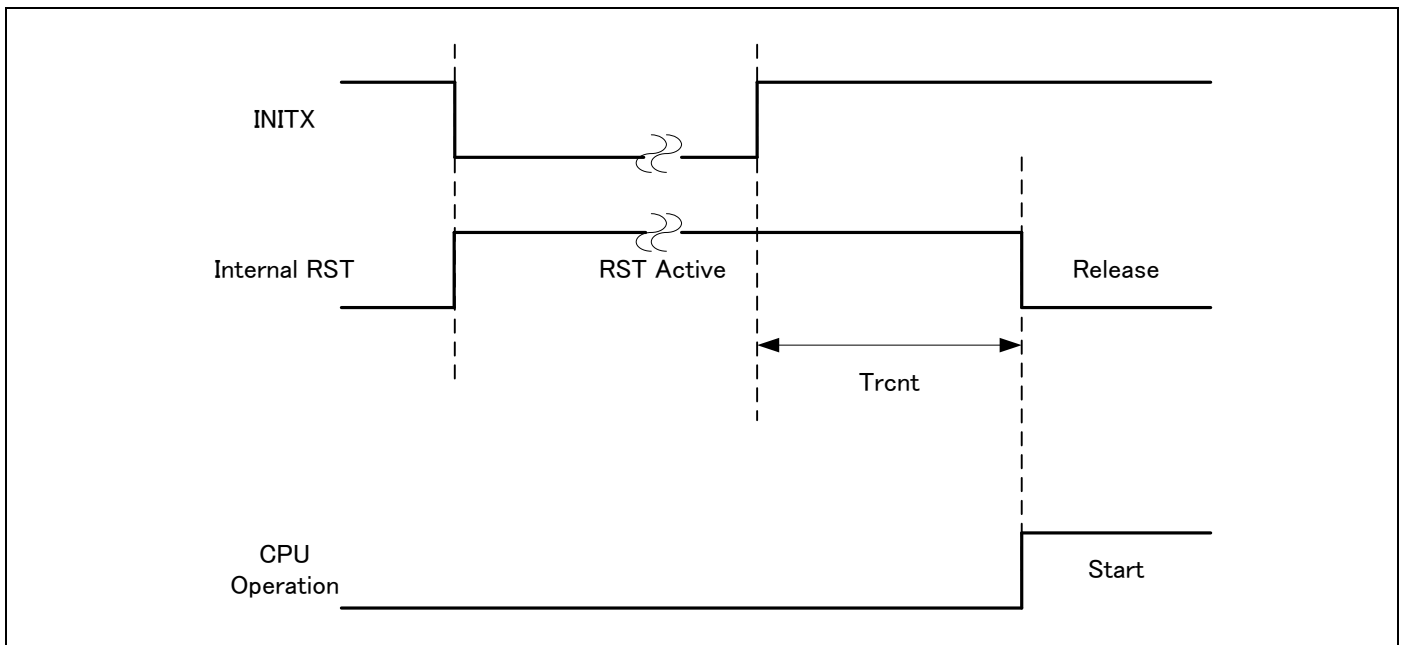 INITX
Internal RST
RST Active
Release
Trcnt
CPU
Operation
Start